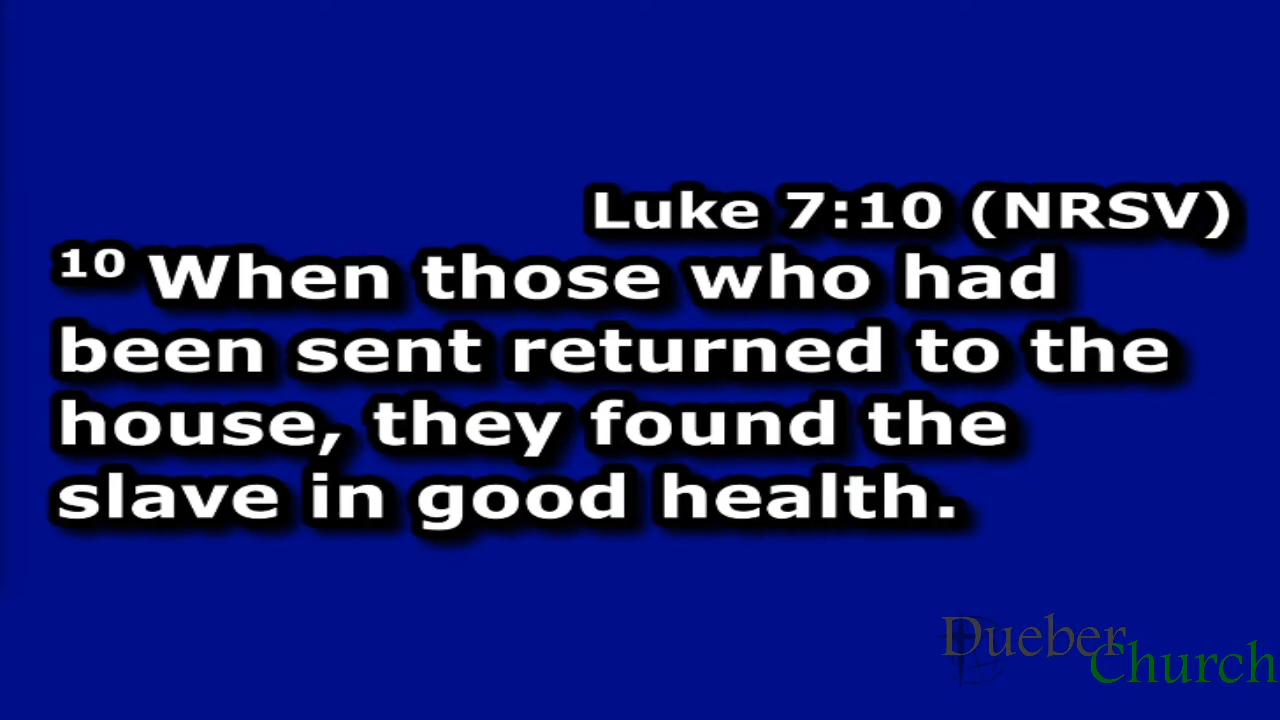 Luke 7:10 (NRSV)
10 When those who had
been sent returned to the
house, they found the
slave in good health.
Dueber
Church